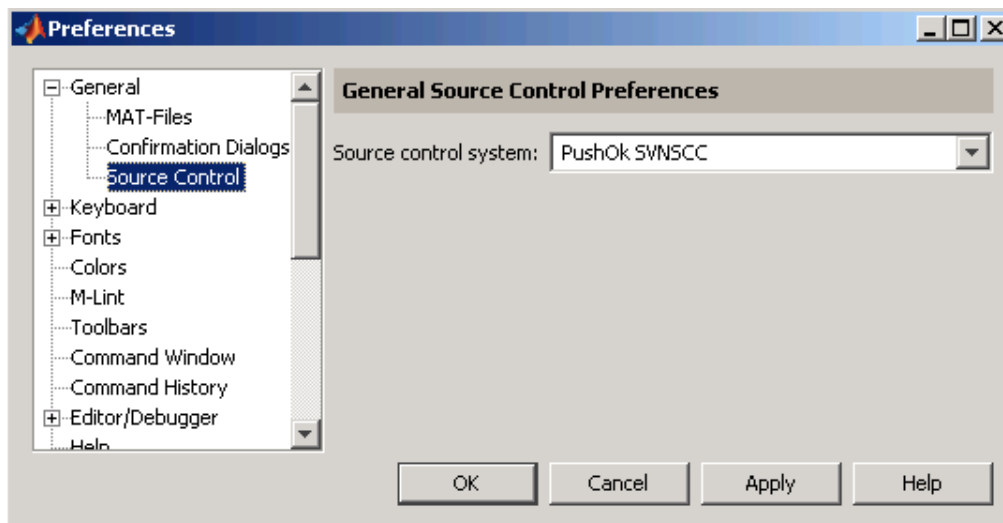 Preferences
General
MAT-Files
Confirmation Dialogs
Source Control
Keyboard
Fonts
Colors
M-Lint
Toolbars
Command Window
Command History
Editor/Debugger
Help
General Source Control Preferences
Source control system: PushOk SVNSCC
OK Cancel Apply Help